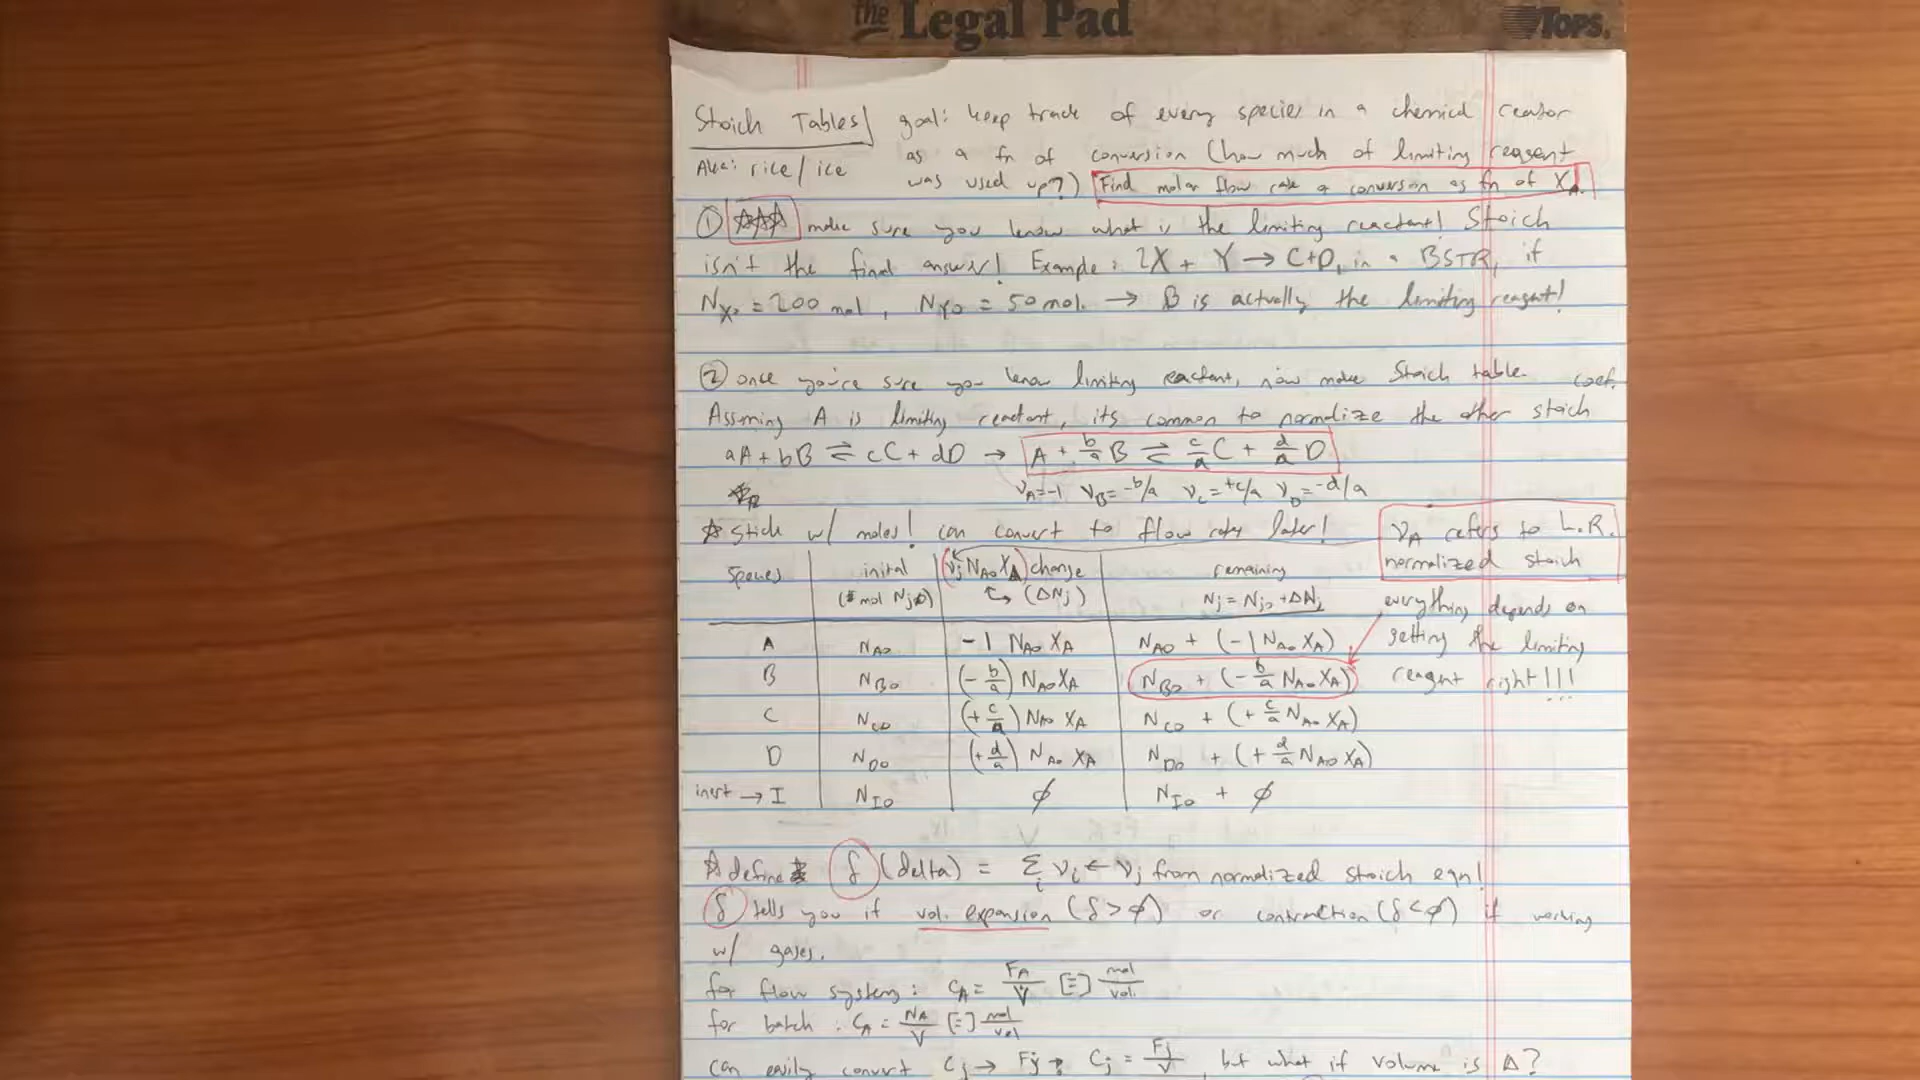 the Legal Pad TOPS
Stoich Tables goal: keep track of every species in a chemical reator
Aka: rice/ice as a fn of conversion (how much of limiting reagent
was used up?) Find molar flow rate & conversion as fn of XA.
① make sure you know what is the limiting reactant! Stoich
isn't the final answer! Example: 2X + Y → C+D, in a BSTR, if
NX0 = 200 mol, NY0 = 50 mol. → B is actually the limiting reagent!
② once you're sure you know limiting reactant, now make Stoich table. coef.
Assuming A is limiting reactant, its common to normalize the other stoich
aA + bB ⇌ cC + dD → A + b/a B ⇌ c/a C + d/a D
νA=-1 νB=-b/a νC=+c/a νD=-d/a
☆ Stick w/ moles! can convert to flow rates later! νA refers to L.R.
normalized stoich
Species inital νj NA0 XA change remaining
(# mol Nj0) (ΔNj) Nj = Nj0 + ΔNj everything depends on
getting the limiting
reagent right!!!
A NA0 -1 NA0 XA NA0 + (-1 NA0 XA)
B NB0 (-b/a) NA0 XA NB0 + (-b/a NA0 XA)
C NC0 (+c/a) NA0 XA NC0 + (+c/a NA0 XA)
D ND0 (+d/a) NA0 XA ND0 + (+d/a NA0 XA)
inert → I NI0 ϕ NI0 + ϕ
☆ define δ (delta) = Σi νi ← νj from normalized stoich eqn!
δ tells you if vol. expansion (δ > ϕ) or contraction (δ < ϕ) if working
w/ gases.
for flow systems: CA = FA/V̇ [≡] mol/vol.
for batch: CA = NA/V [≡] mol/vol
can easily convert Cj → Fj: Cj = Fj/V̇, but what if volume is Δ?